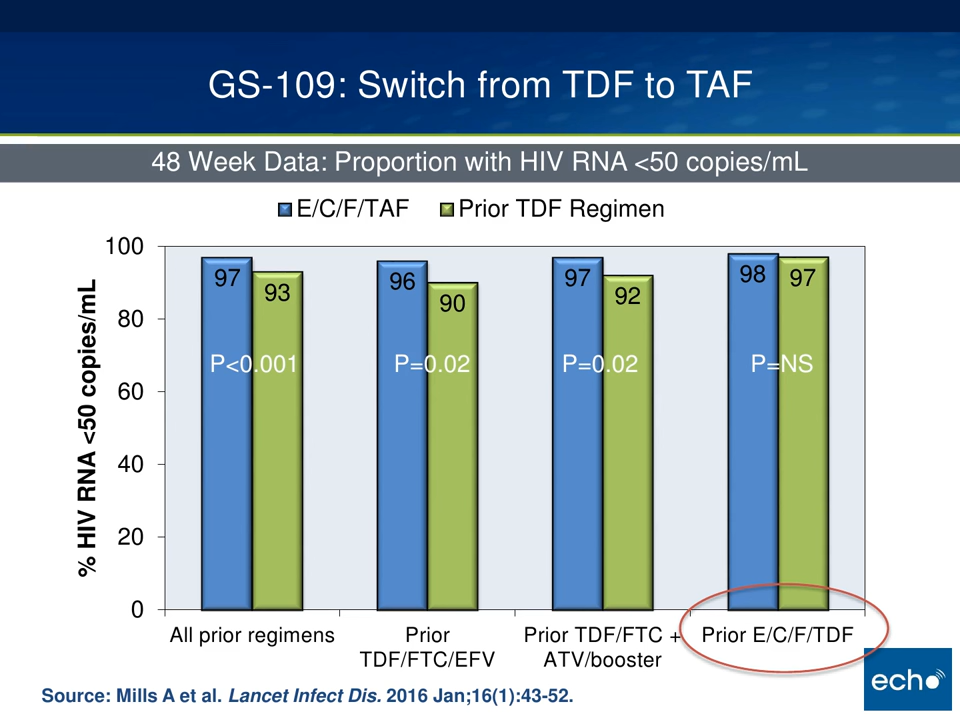 GS-109: Switch from TDF to TAF
48 Week Data: Proportion with HIV RNA <50 copies/mL
E/C/F/TAF Prior TDF Regimen
% HIV RNA <50 copies/mL
100
80
60
40
20
0
97 93 96 90 97 92 98 97
P<0.001 P=0.02 P=0.02 P=NS
All prior regimens
Prior
TDF/FTC/EFV
Prior TDF/FTC +
ATV/booster
Prior E/C/F/TDF
echo
Source: Mills A et al. Lancet Infect Dis. 2016 Jan;16(1):43-52.